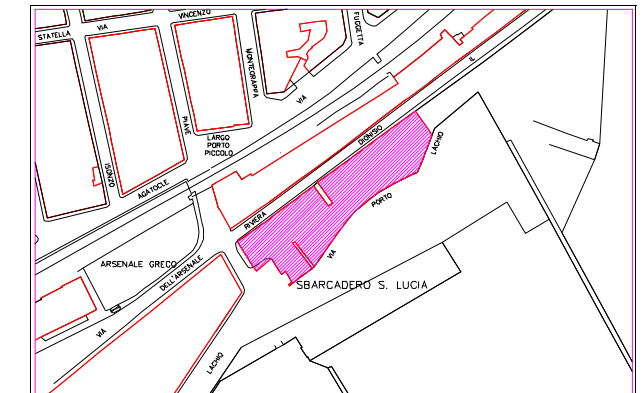 VINCENZO
VIA
STATELLA
FUGGETTA
MONTEGRAPPA
IL
VIA
PIAVE
LARGO
PORTO
PICCOLO
DIONISIO
LACHIO
ISONZO
AGATOCLE
PORTO
RIVIERA
VIA
ARSENALE GRECO
DELL'ARSENALE
SBARCADERO S. LUCIA
VIA
LACHIO